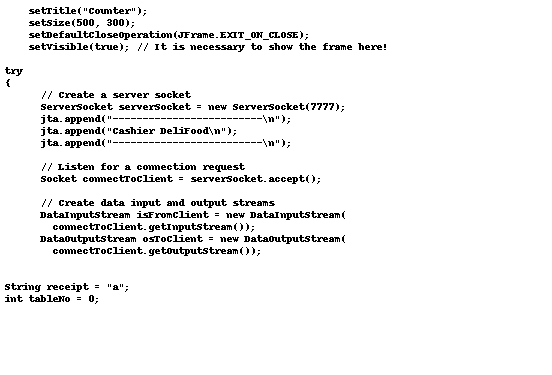 setTitle("Counter");
setSize(500, 300);
setDefaultCloseOperation(JFrame.EXIT_ON_CLOSE);
setVisible(true); // It is necessary to show the frame here!
try
{
// Create a server socket
ServerSocket serverSocket = new ServerSocket(7777);
jta.append("-------------------------\n");
jta.append("Cashier DeliFood\n");
jta.append("-------------------------\n");
// Listen for a connection request
Socket connectToClient = serverSocket.accept();
// Create data input and output streams
DataInputStream isFromClient = new DataInputStream(
connectToClient.getInputStream());
DataOutputStream osToClient = new DataOutputStream(
connectToClient.getOutputStream());
String receipt = "a";
int tableNo = 0;